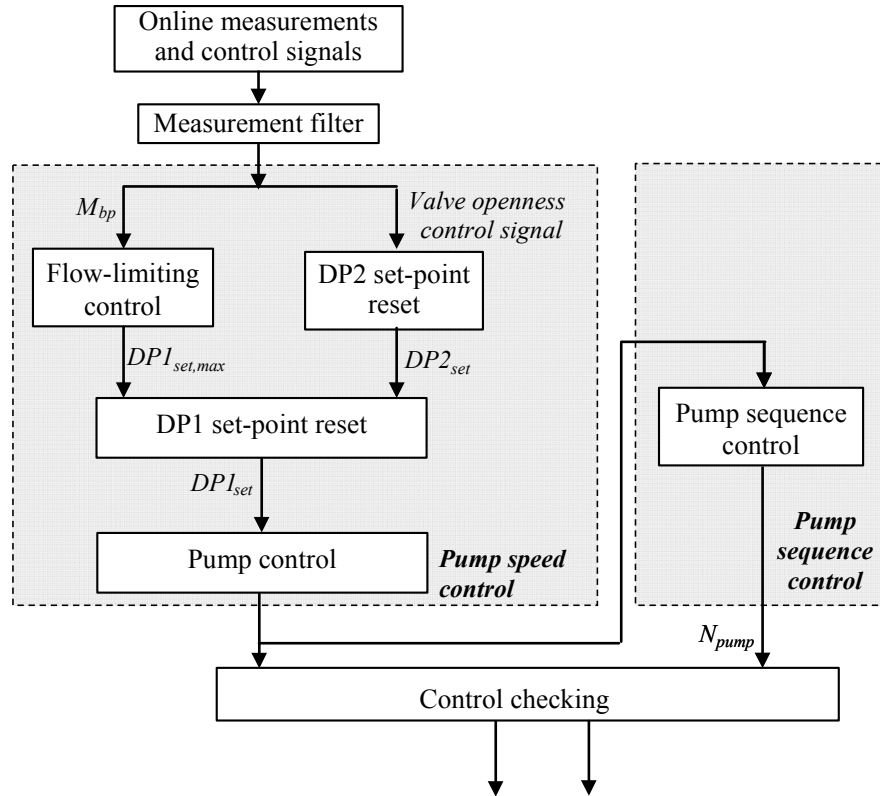 Online measurements
and control signals
Measurement filter
M_bp
Valve openness
control signal
Flow-limiting
control
DP2 set-point
reset
DP1_set,max
DP2_set
DP1 set-point reset
Pump sequence
control
DP1_set
Pump control
Pump speed
control
Pump
sequence
control
N_pump
Control checking